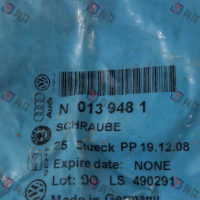 Audi
N 013 948 1
SCHRAUBE
25 Stueck PP 19.12.08
Expire date: NONE
Lot: LS 490291
Made in Germany